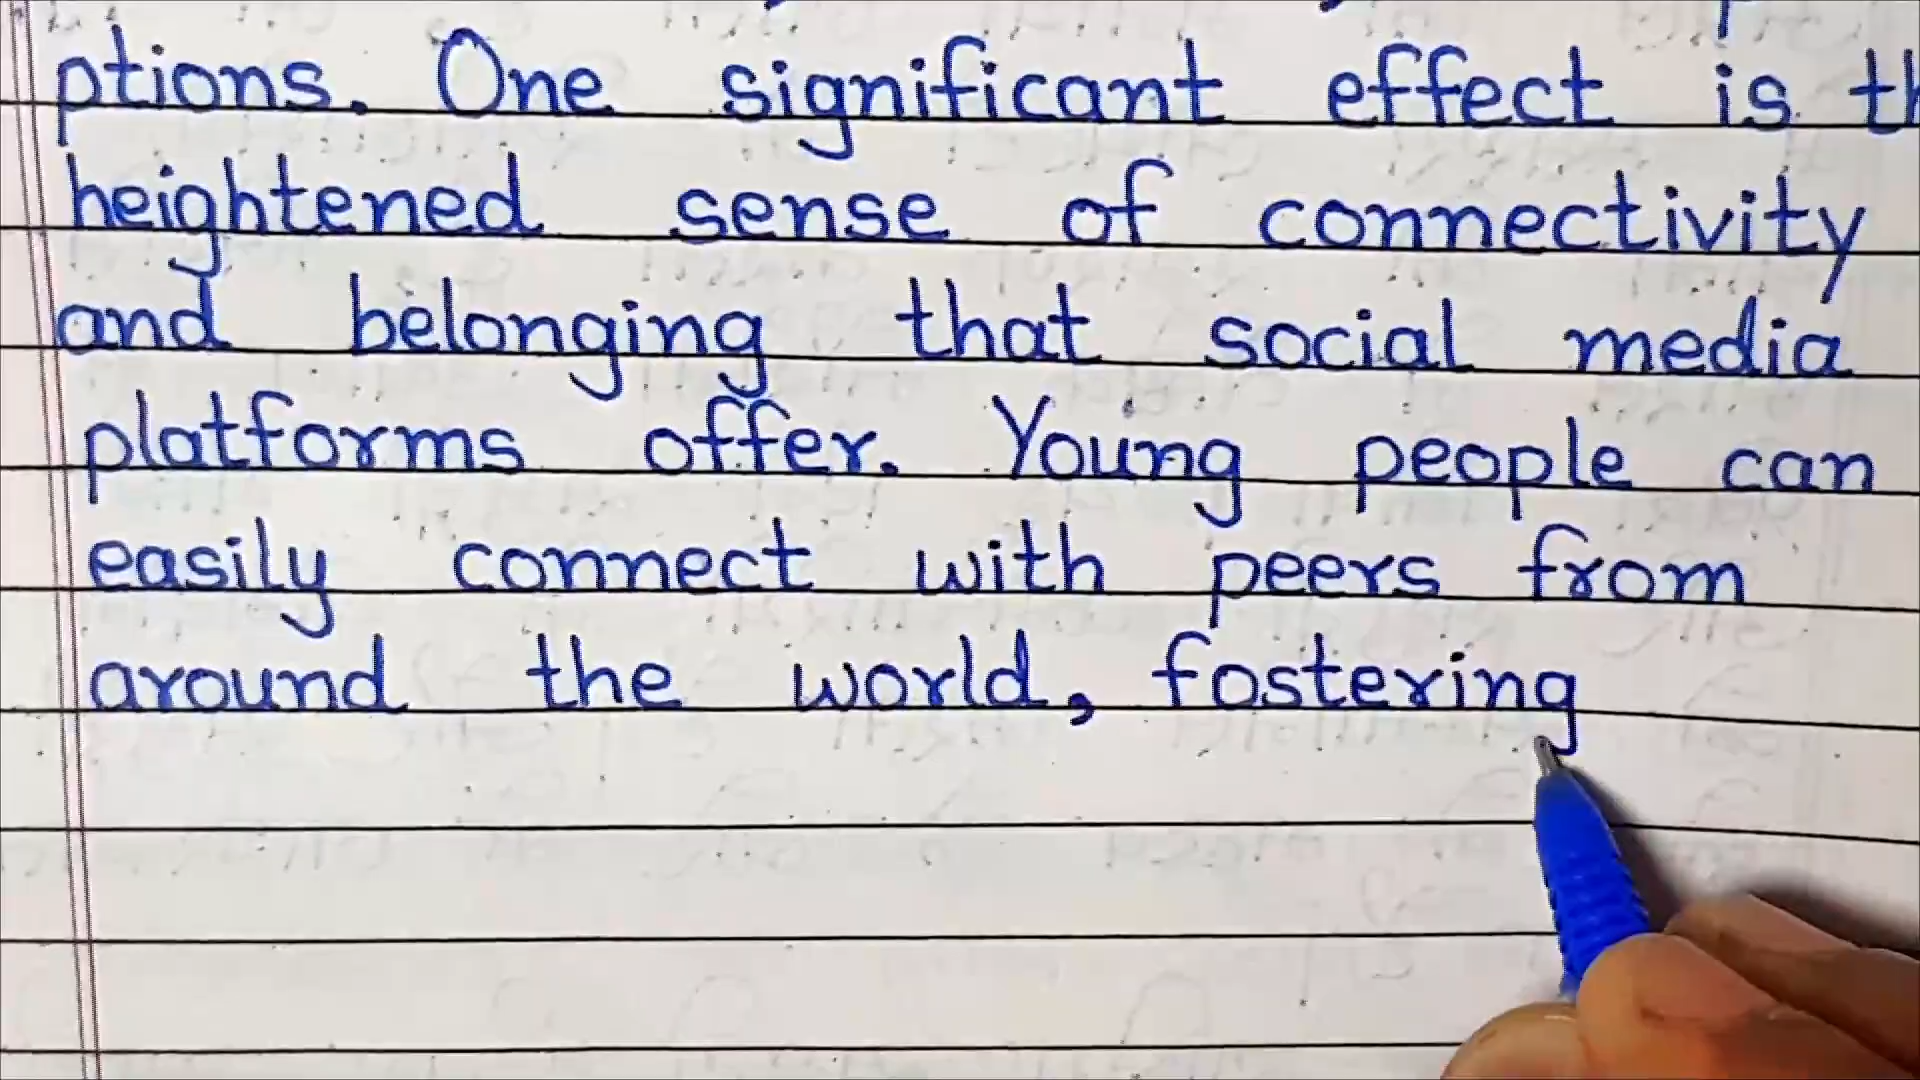 ptions. One significant effect is th
heightened sense of connectivity
and belonging that social media
platforms offer. Young people can
easily connect with peers from
around the world, fostering